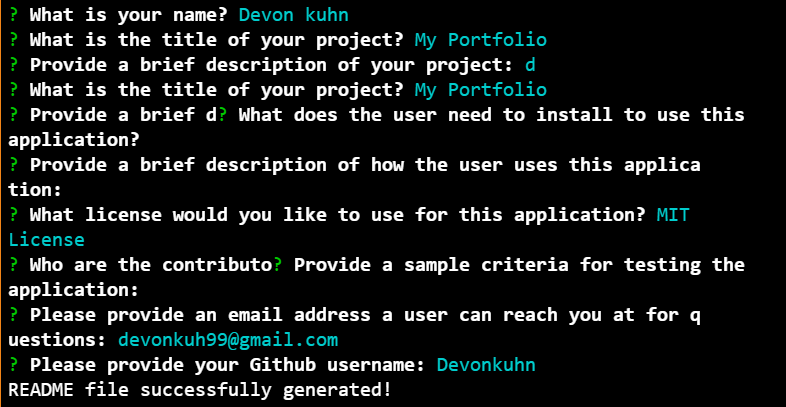 ? What is your name? Devon kuhn
? What is the title of your project? My Portfolio
? Provide a brief description of your project: d
? What is the title of your project? My Portfolio
? Provide a brief d? What does the user need to install to use this
application?
? Provide a brief description of how the user uses this applica
tion:
? What license would you like to use for this application? MIT
License
? Who are the contributo? Provide a sample criteria for testing the
application:
? Please provide an email address a user can reach you at for q
uestions: devonkuh99@gmail.com
? Please provide your Github username: Devonkuhn
README file successfully generated!